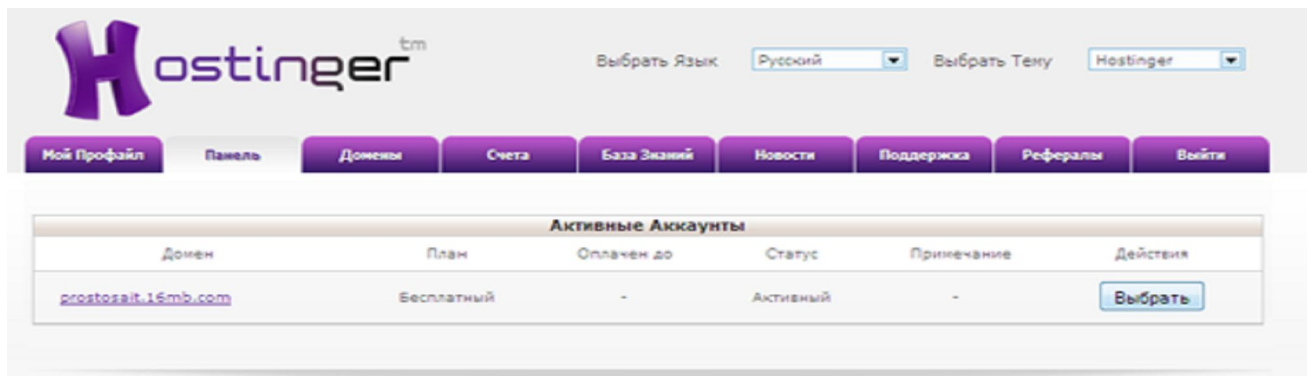 Hostinger tm
Выбрать Язык Русский Выбрать Тему Hostinger
Мой Профайл Панель Домены Счета База Знаний Новости Поддержка Рефералы Выйти
Активные Аккаунты
Домен План Оплачен до Статус Примечание Действия
prostosait.16mb.com Бесплатный - Активный - Выбрать